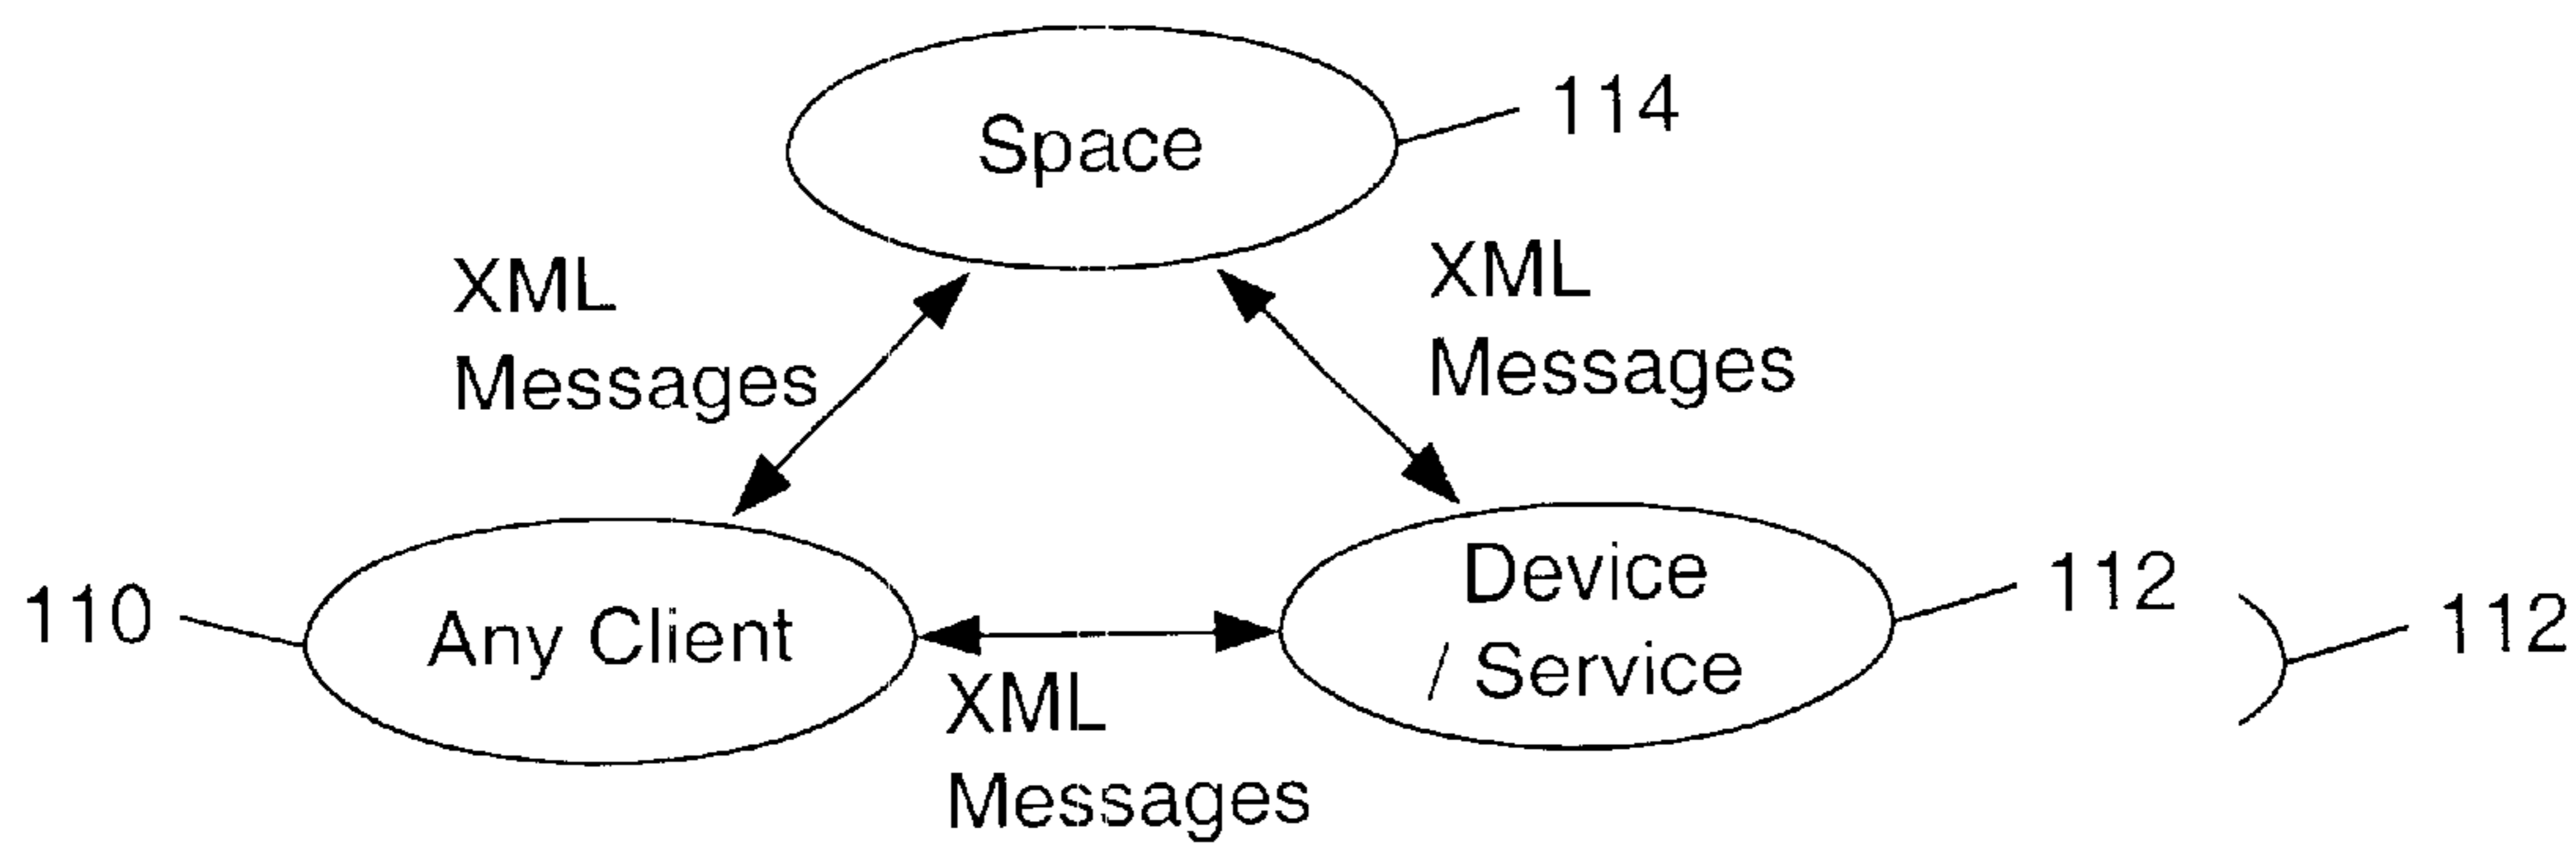 Space
114
XML
Messages
XML
Messages
110
Any Client
Device
/ Service
112
112
XML
Messages